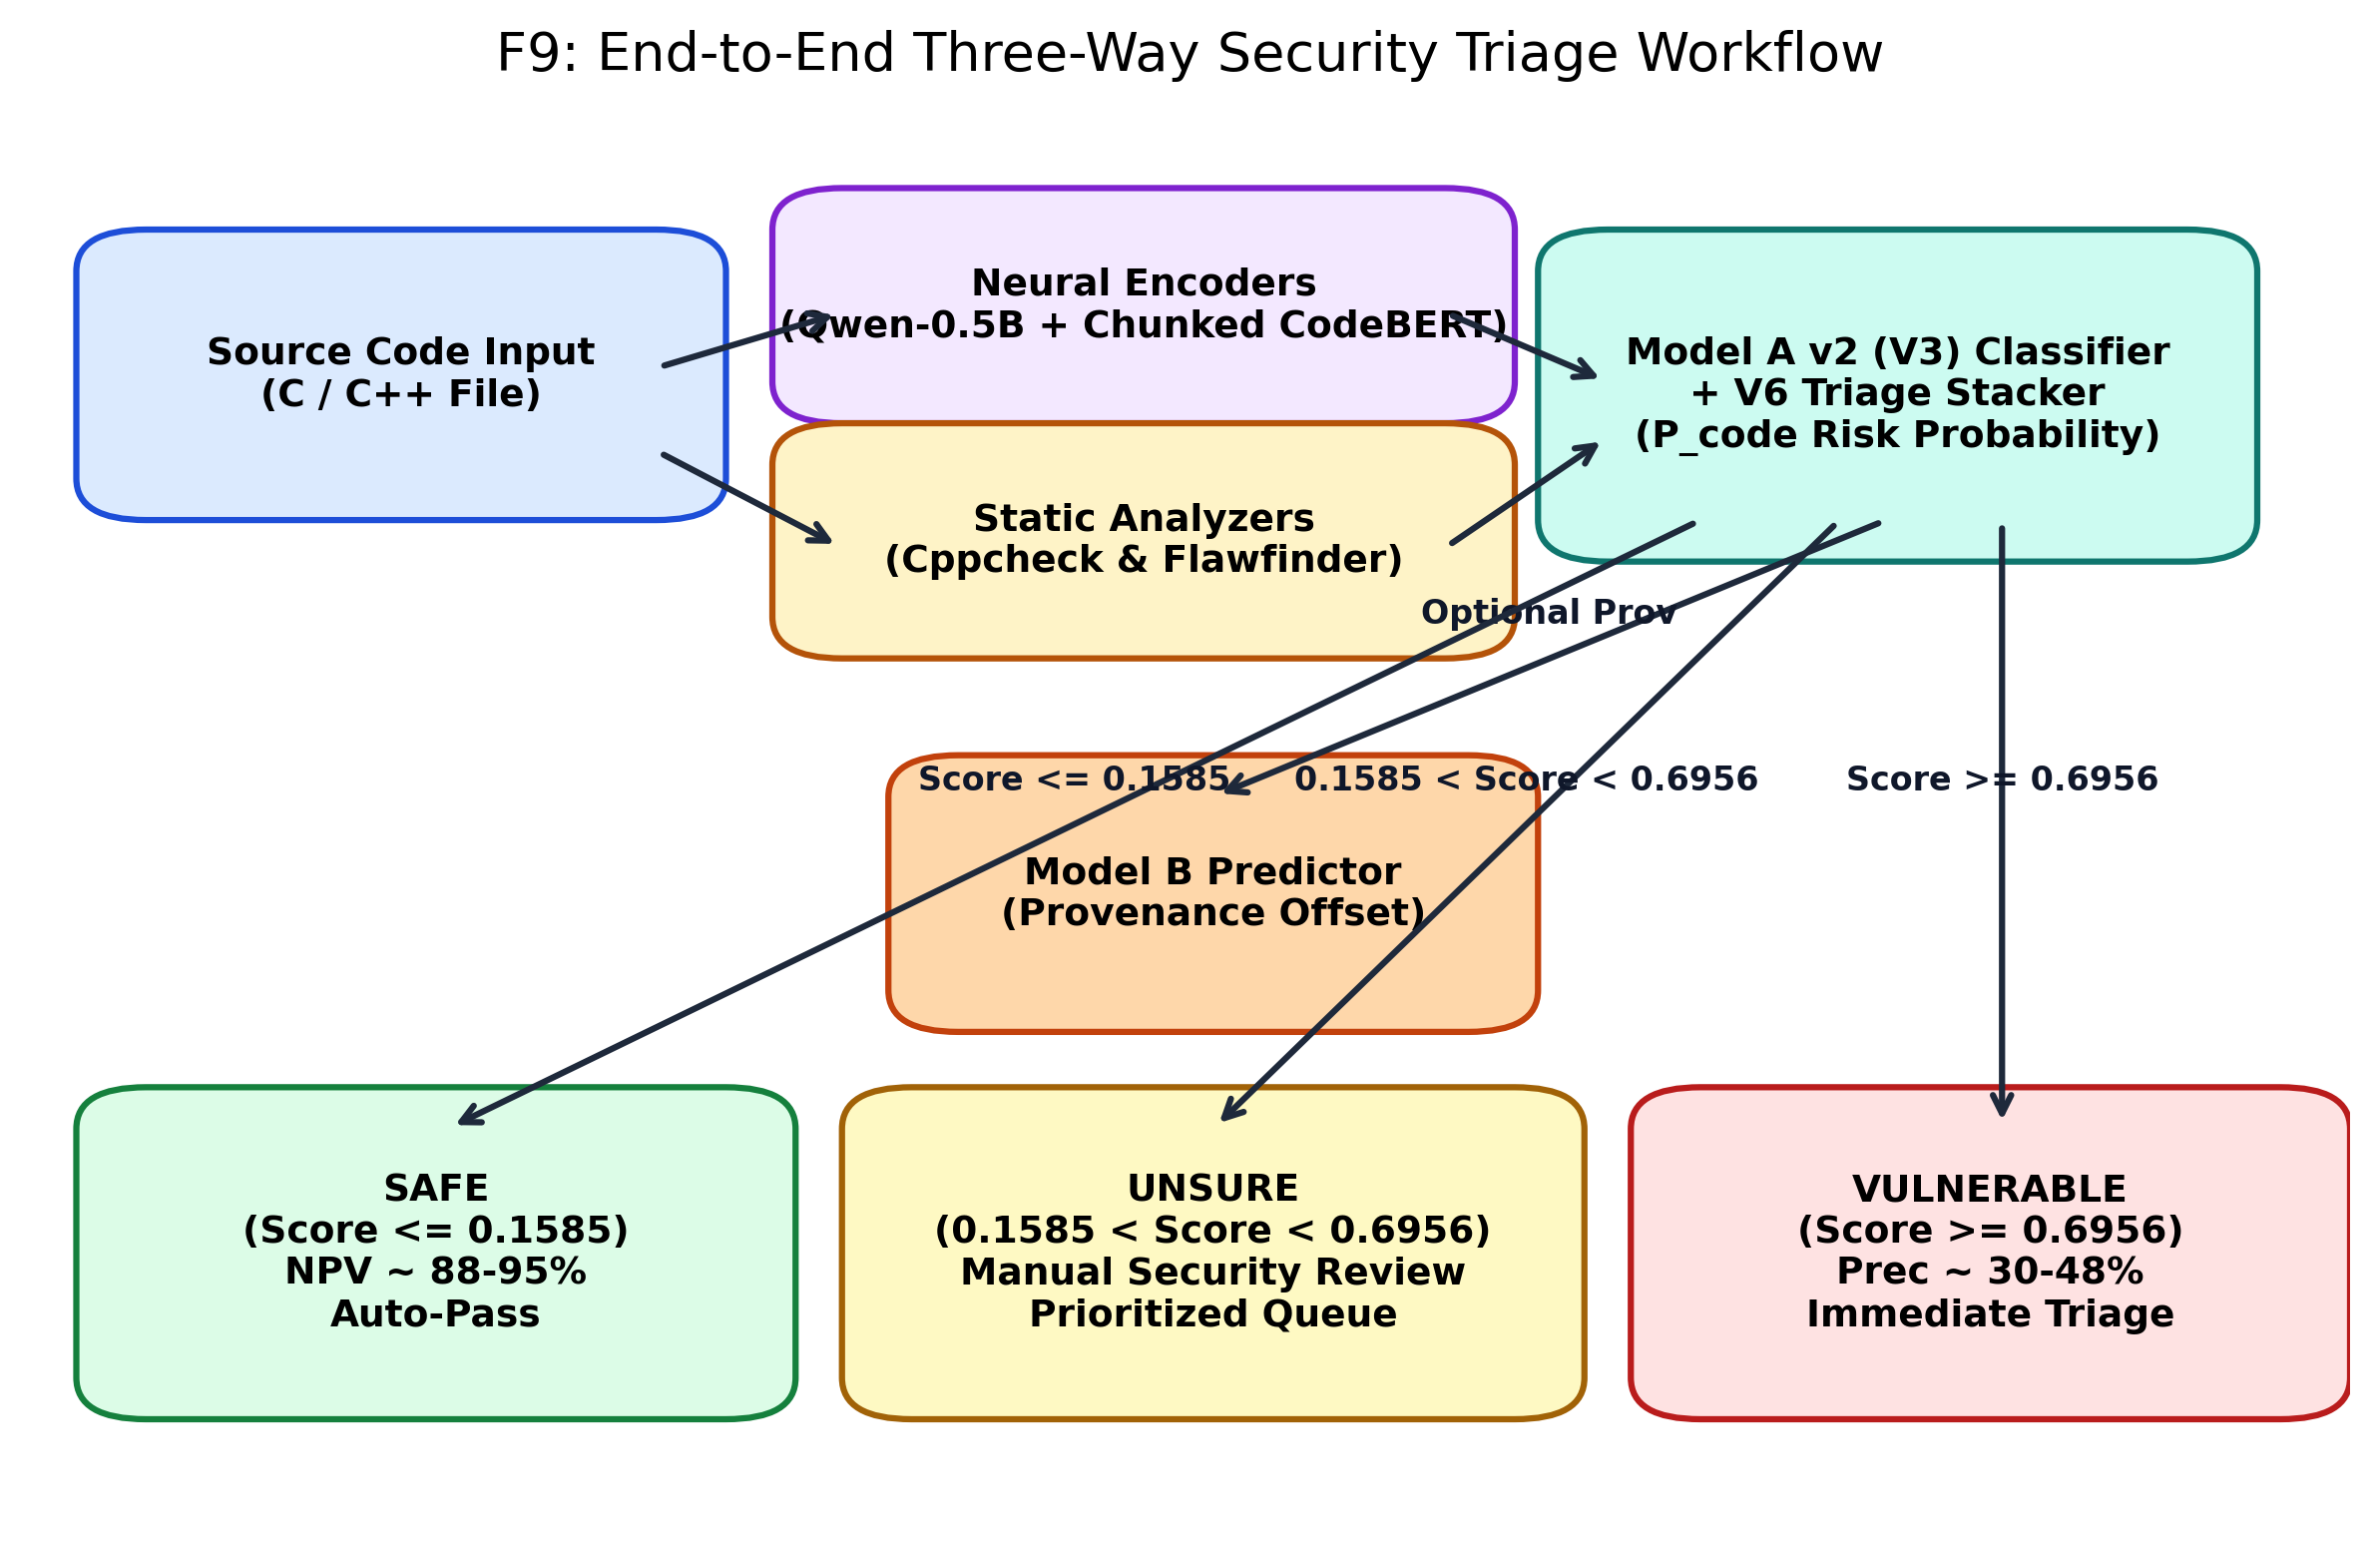 F9: End-to-End Three-Way Security Triage Workflow
Source Code Input
(C / C++ File)
Neural Encoders
(Qwen-0.5B + Chunked CodeBERT)
Static Analyzers
(Cppcheck & Flawfinder)
Model A v2 (V3) Classifier
+ V6 Triage Stacker
(P_code Risk Probability)
Optional Prov
Score <= 0.1585
0.1585 < Score < 0.6956
Score >= 0.6956
Model B Predictor
(Provenance Offset)
SAFE
(Score <= 0.1585)
NPV ~ 88-95%
Auto-Pass
UNSURE
(0.1585 < Score < 0.6956)
Manual Security Review
Prioritized Queue
VULNERABLE
(Score >= 0.6956)
Prec ~ 30-48%
Immediate Triage